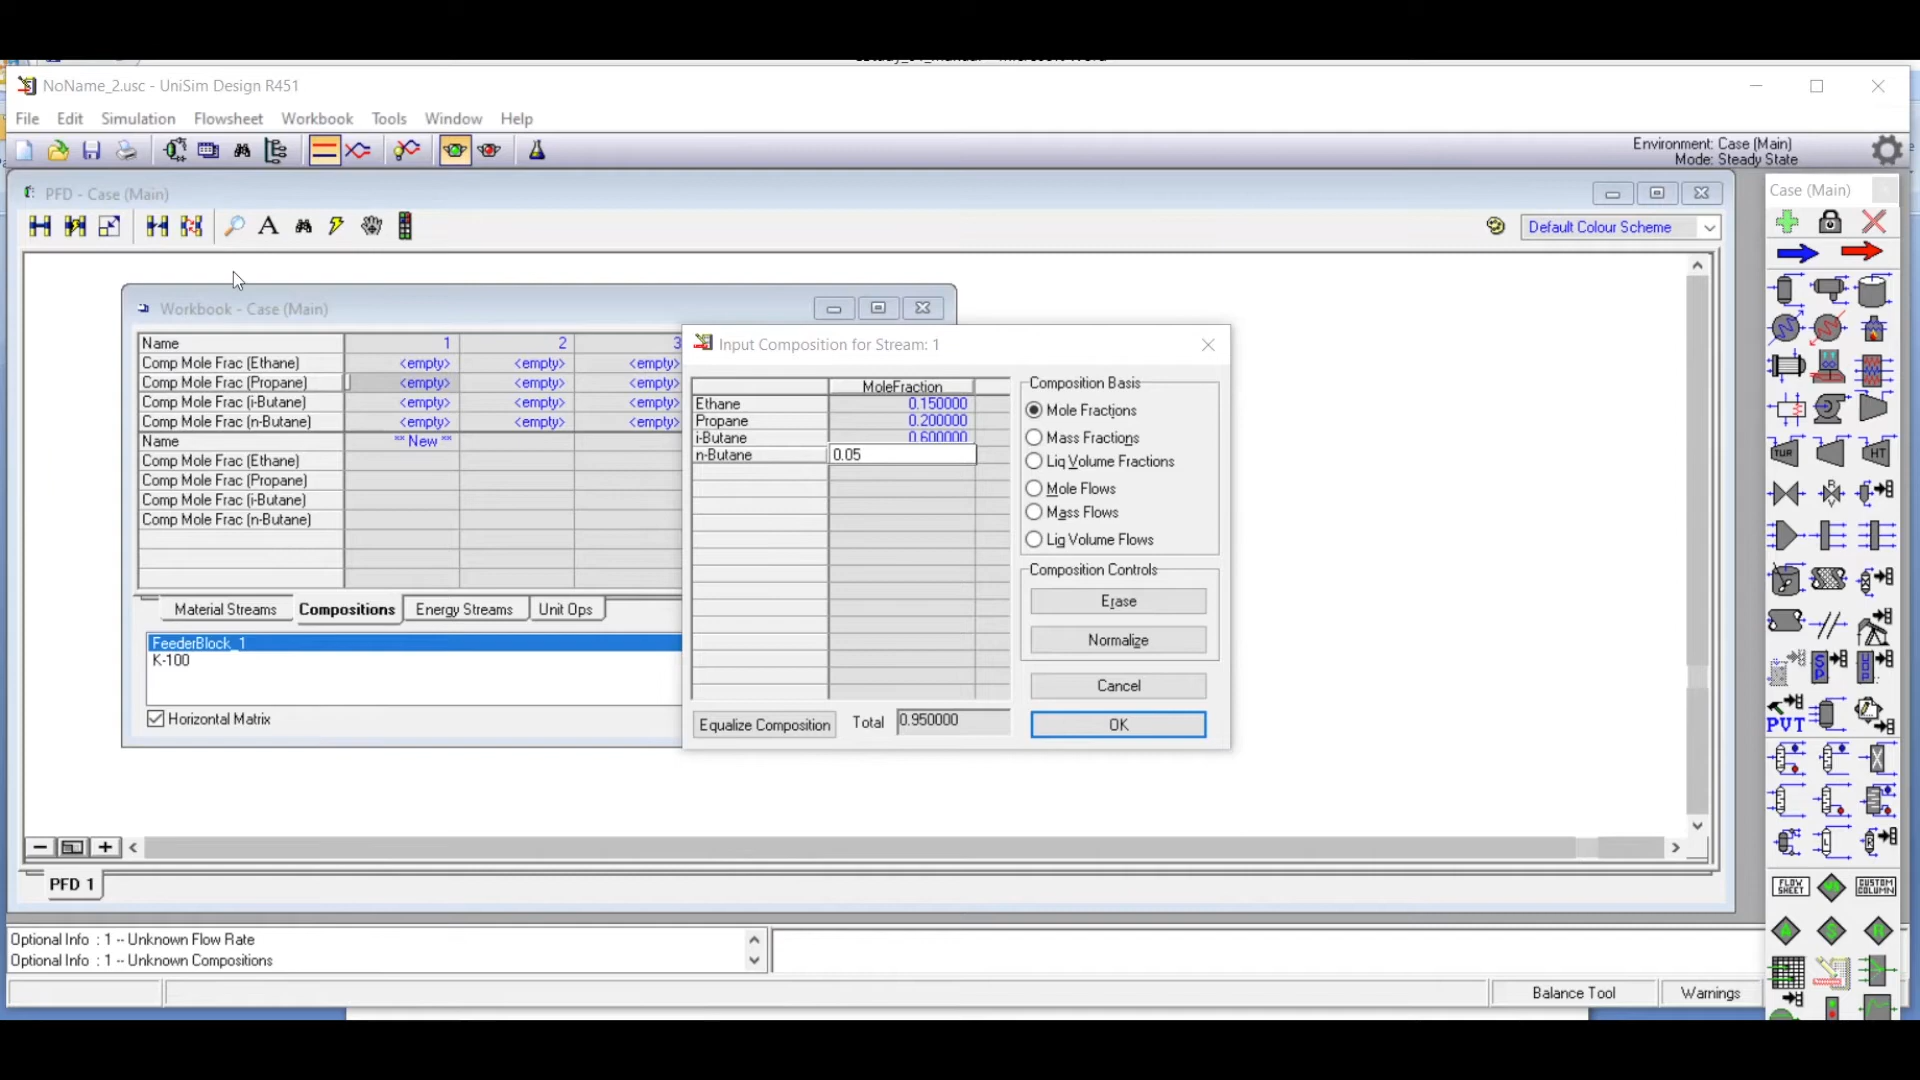 NoName_2.usc - UniSim Design R451
File Edit Simulation Flowsheet Workbook Tools Window Help
Environment: Case (Main)
Mode: Steady State
PFD - Case (Main)
Case (Main)
A
Default Colour Scheme
Workbook - Case (Main)
Name 1 2 3
Comp Mole Frac (Ethane) <empty> <empty> <empty>
Comp Mole Frac (Propane) <empty> <empty> <empty>
Comp Mole Frac (i-Butane) <empty> <empty> <empty>
Comp Mole Frac (n-Butane) <empty> <empty> <empty>
Name ** New **
Comp Mole Frac (Ethane)
Comp Mole Frac (Propane)
Comp Mole Frac (i-Butane)
Comp Mole Frac (n-Butane)
Material Streams Compositions Energy Streams Unit Ops
FeederBlock_1
K-100
Horizontal Matrix
Input Composition for Stream: 1
MoleFraction
Ethane 0.150000
Propane 0.200000
i-Butane 0.600000
n-Butane 0.05
Equalize Composition Total 0.950000
Composition Basis
Mole Fractions
Mass Fractions
Liq Volume Fractions
Mole Flows
Mass Flows
Liq Volume Flows
Composition Controls
Erase
Normalize
Cancel
OK
TUR
HT
PVT
FLOW SHEET
CUSTOM COLUMN
PFD 1
Optional Info : 1 -- Unknown Flow Rate
Optional Info : 1 -- Unknown Compositions
Balance Tool Warnings